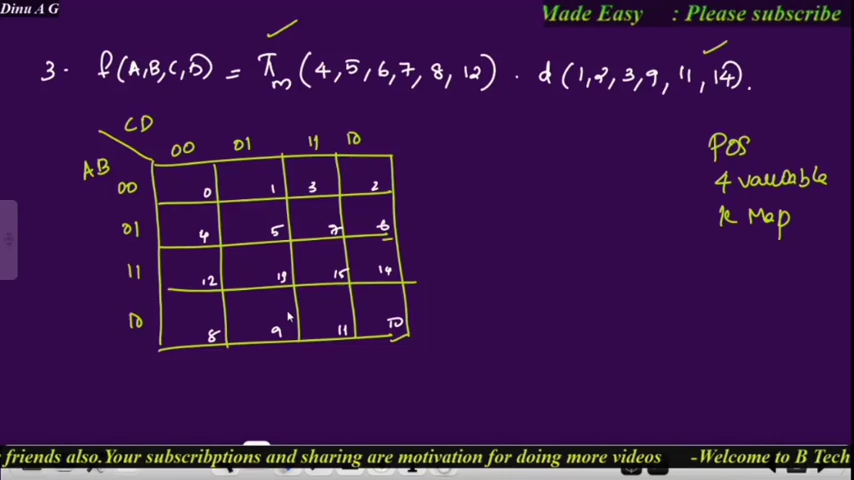 Dinu A G
Made Easy : Please subscribe
3. f(A,B,C,D) = πm (4,5,6,7,8,12) . d (1,2,3,9,11,14).
CD
AB
00 01 11 10
00 0 1 3 2
01 4 5 7 6
11 12 13 15 14
10 8 9 11 10
POS
4 variable
K Map
friends also.Your subscribptions and sharing are motivation for doing more videos -Welcome to B Tech